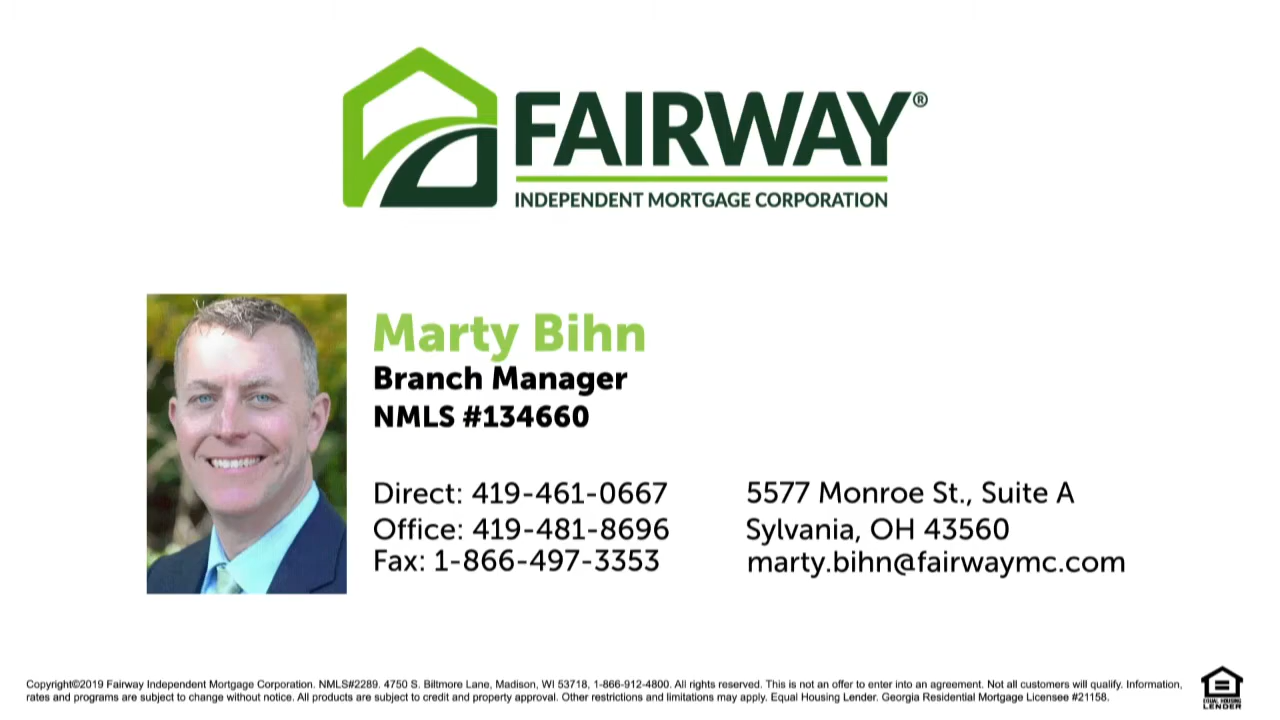 FAIRWAY®
INDEPENDENT MORTGAGE CORPORATION
Marty Bihn
Branch Manager
NMLS #134660
Direct: 419-461-0667
Office: 419-481-8696
Fax: 1-866-497-3353
5577 Monroe St., Suite A
Sylvania, OH 43560
marty.bihn@fairwaymc.com
Copyright©2019 Fairway Independent Mortgage Corporation. NMLS#2289. 4750 S. Biltmore Lane, Madison, WI 53718, 1-866-912-4800. All rights reserved. This is not an offer to enter into an agreement. Not all customers will qualify. Information,
rates and programs are subject to change without notice. All products are subject to credit and property approval. Other restrictions and limitations may apply. Equal Housing Lender. Georgia Residential Mortgage Licensee #21158.
EQUAL HOUSING
LENDER